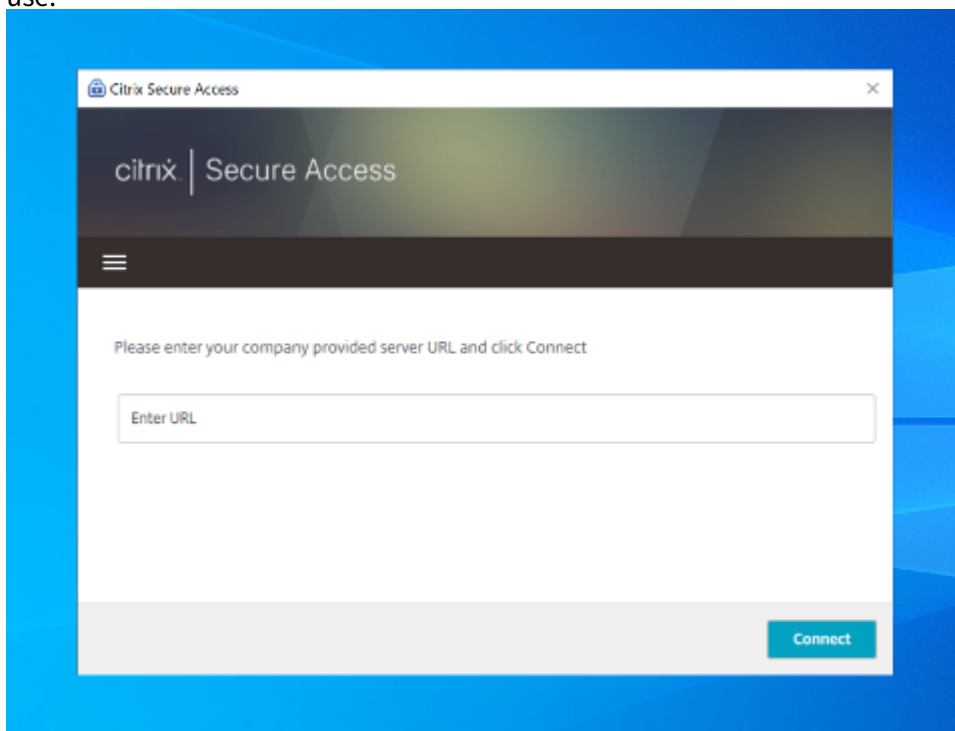 use.
Citrix Secure Access
citrix | Secure Access
Please enter your company provided server URL and click Connect
Enter URL
Connect